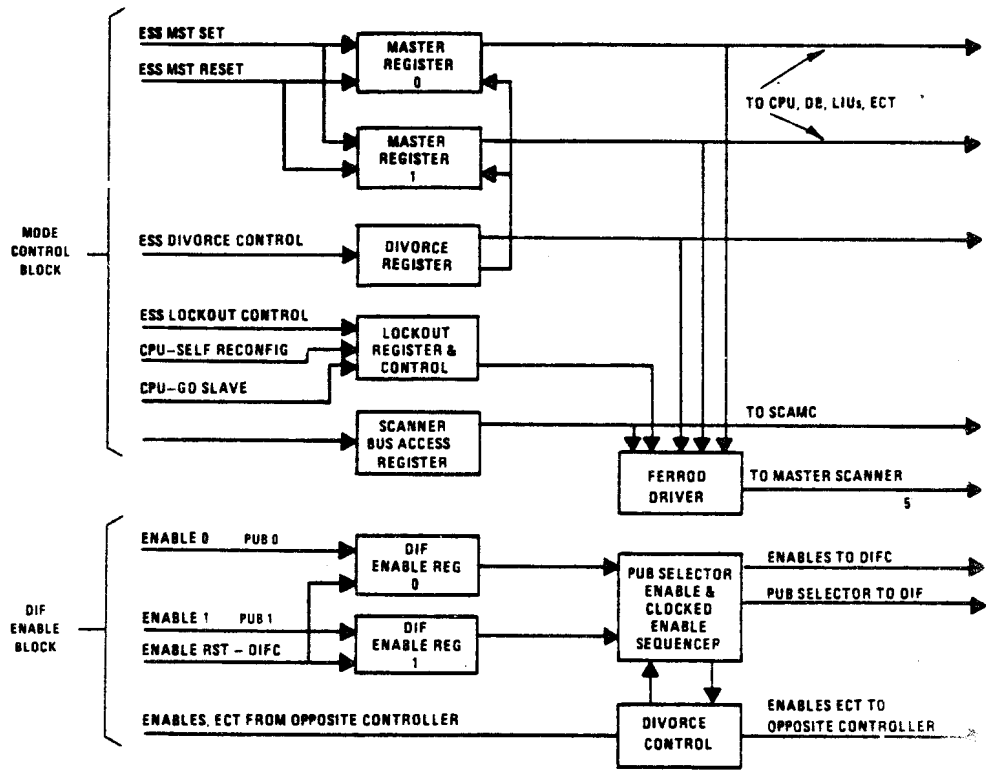 ESS MST SET
MASTER
REGISTER
0
ESS MST RESET
TO CPU, DB, LIUs, ECT
MASTER
REGISTER
1
MODE
CONTROL
BLOCK
ESS DIVORCE CONTROL
DIVORCE
REGISTER
ESS LOCKOUT CONTROL
CPU-SELF RECONFIG
CPU-GO SLAVE
LOCKOUT
REGISTER &
CONTROL
SCANNER
BUS ACCESS
REGISTER
TO SCAMC
FERROD
DRIVER
TO MASTER SCANNER
5
ENABLE 0 PUB 0
DIF
ENABLE REG
0
DIF
ENABLE
BLOCK
ENABLE 1 PUB 1
ENABLE RST - DIFC
DIF
ENABLE REG
1
PUB SELECTOR
ENABLE &
CLOCKED
ENABLE
SEQUENCEP
ENABLES TO DIFC
PUB SELECTOR TO DIF
ENABLES, ECT FROM OPPOSITE CONTROLLER
DIVORCE
CONTROL
ENABLES ECT TO
OPPOSITE CONTROLLER